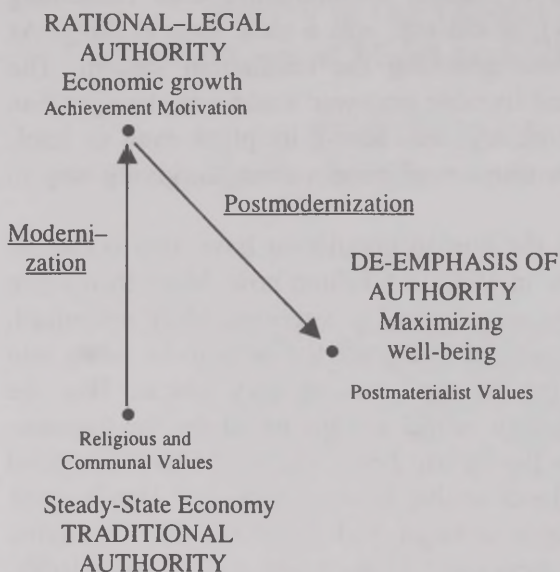 RATIONAL–LEGAL
AUTHORITY
Economic growth
Achievement Motivation
Postmodernization
Moderni-
zation
DE-EMPHASIS OF
AUTHORITY
Maximizing
Well-being
Postmaterialist Values
Religious and
Communal Values
Steady-State Economy
TRADITIONAL
AUTHORITY